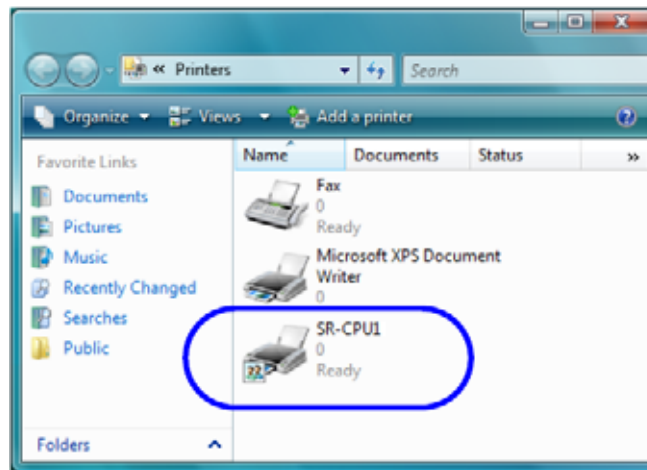 « Printers
Search
Organize Views Add a printer
Favorite Links
Documents
Pictures
Music
Recently Changed
Searches
Public
Folders
Name Documents Status »
Fax
0
Ready
Microsoft XPS Document
Writer
0
SR-CPU1
0
Ready